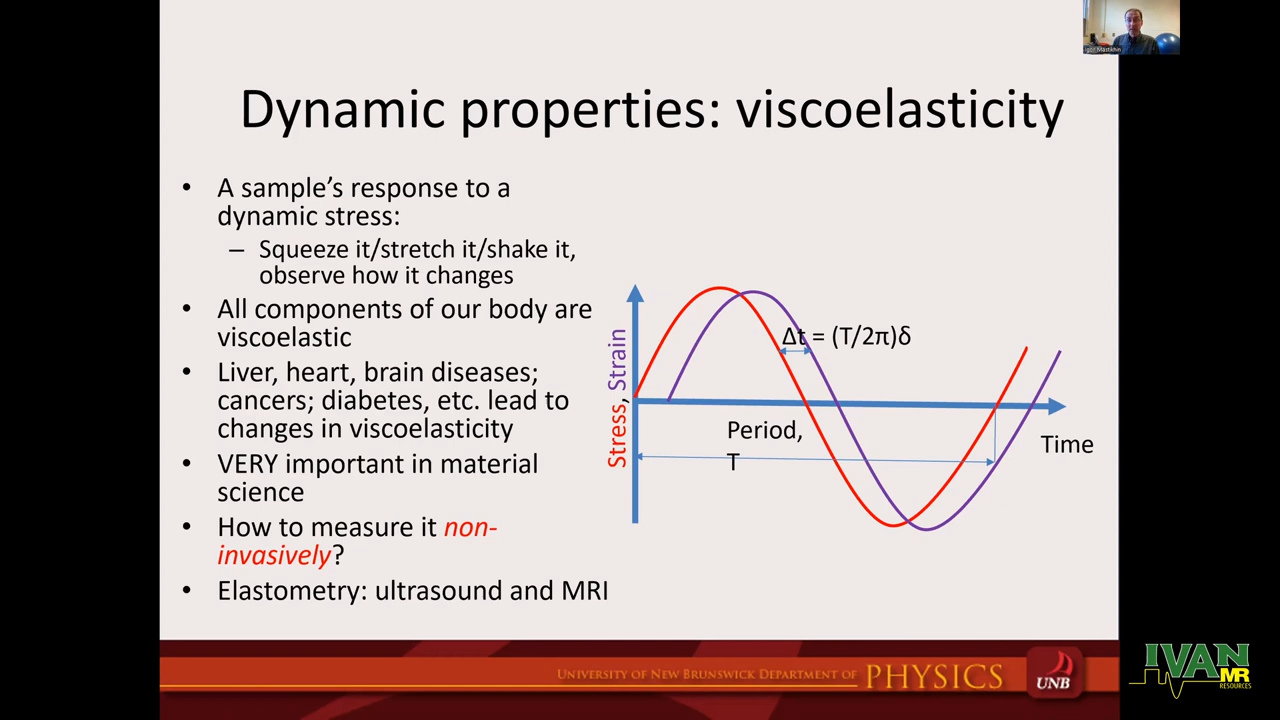 Igor Mastikhin
Dynamic properties: viscoelasticity
• A sample’s response to a
dynamic stress:
– Squeeze it/stretch it/shake it,
observe how it changes
• All components of our body are
viscoelastic
• Liver, heart, brain diseases;
cancers; diabetes, etc. lead to
changes in viscoelasticity
• VERY important in material
science
• How to measure it non-
invasively?
• Elastometry: ultrasound and MRI
Stress, Strain
Δt = (T/2π)δ
Period,
T
Time
UNIVERSITY OF NEW BRUNSWICK DEPARTMENT OF PHYSICS
UNB
IVAN
MR
RESOURCES